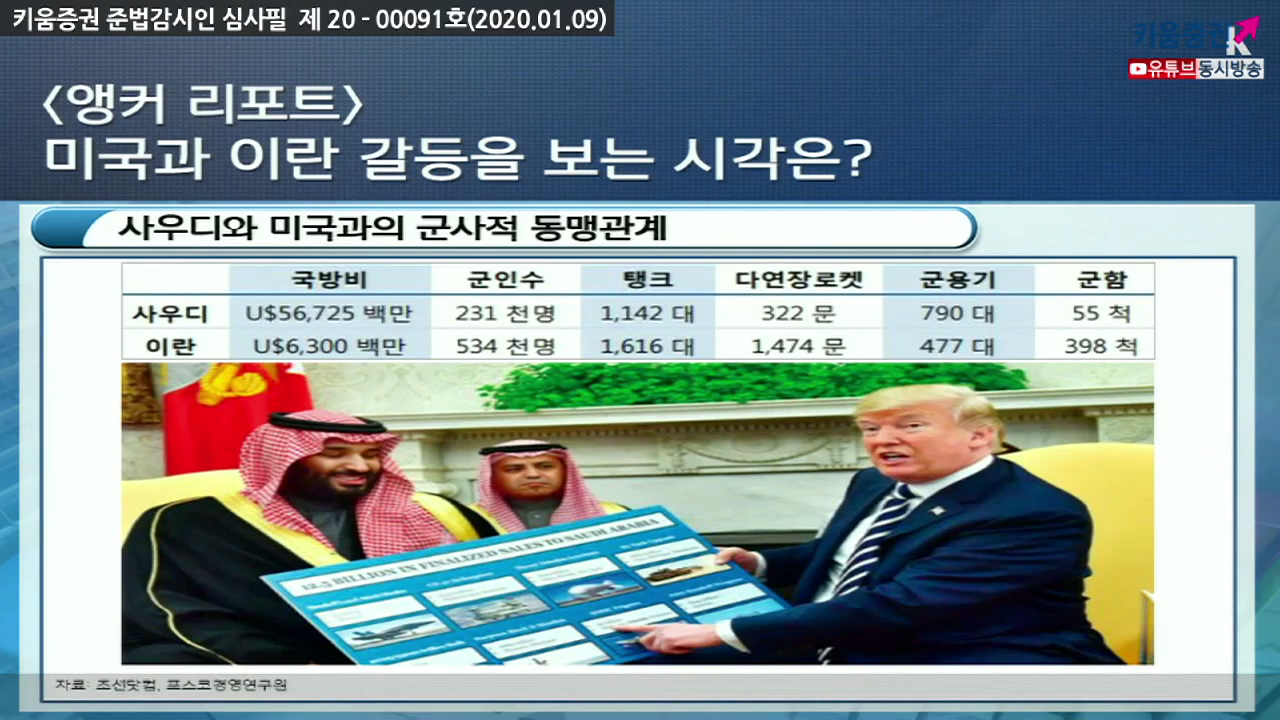 키움증권 준법감시인 심사필 제 20 - 00091호(2020.01.09)
키움증권
유튜브동시방송
<앵커 리포트>
미국과 이란 갈등을 보는 시각은?
사우디와 미국과의 군사적 동맹관계
국방비 군인수 탱크 다연장로켓 군용기 군함
사우디 U$56,725 백만 231 천명 1,142 대 322 문 790 대 55 척
이란 U$6,300 백만 534 천명 1,616 대 1,474 문 477 대 398 척
12.5 BILLION IN FINALIZED SALES TO SAUDI ARABIA
자료: 조선닷컴, 포스코경영연구원